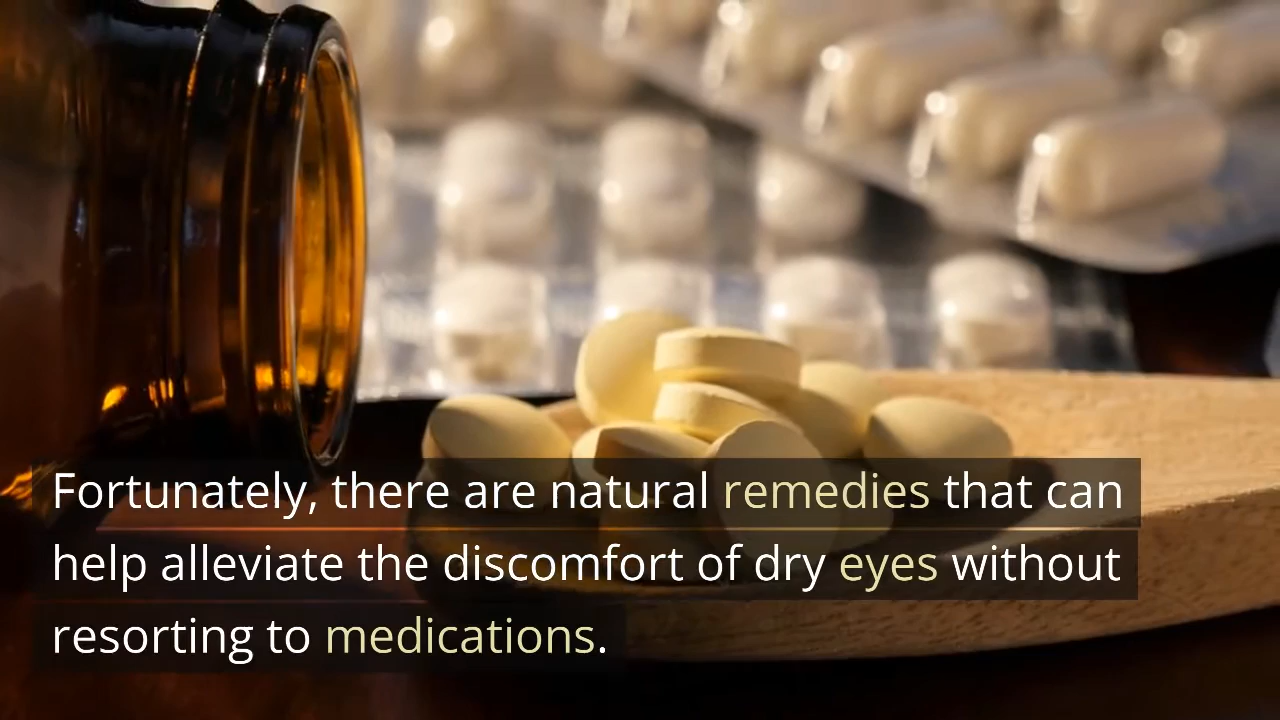 Fortunately, there are natural remedies that can
help alleviate the discomfort of dry eyes without
resorting to medications.